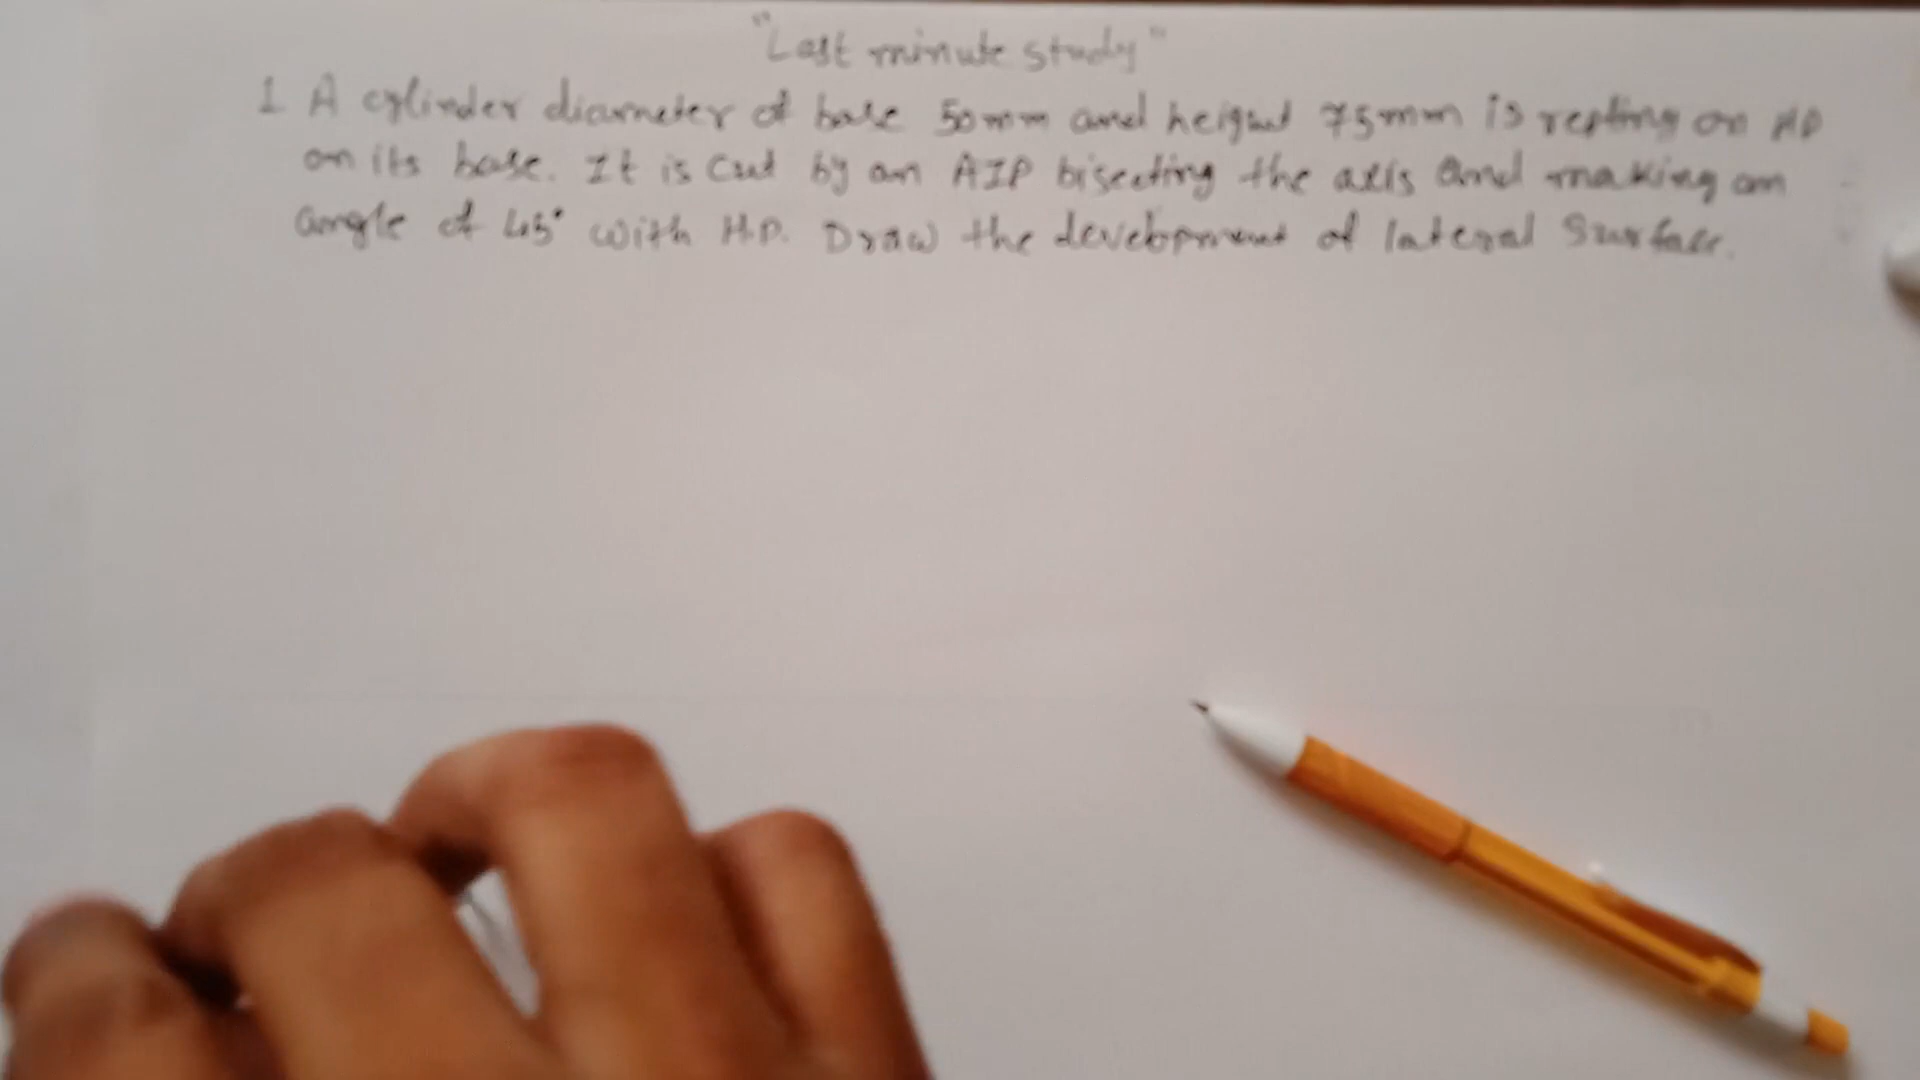 "Last minute study"
1 A cylinder diameter of base 50mm and height 75mm is resting on HP
on its base. It is cut by an AIP bisecting the axis and making an
angle of 45° with H.P. Draw the development of lateral Surface.